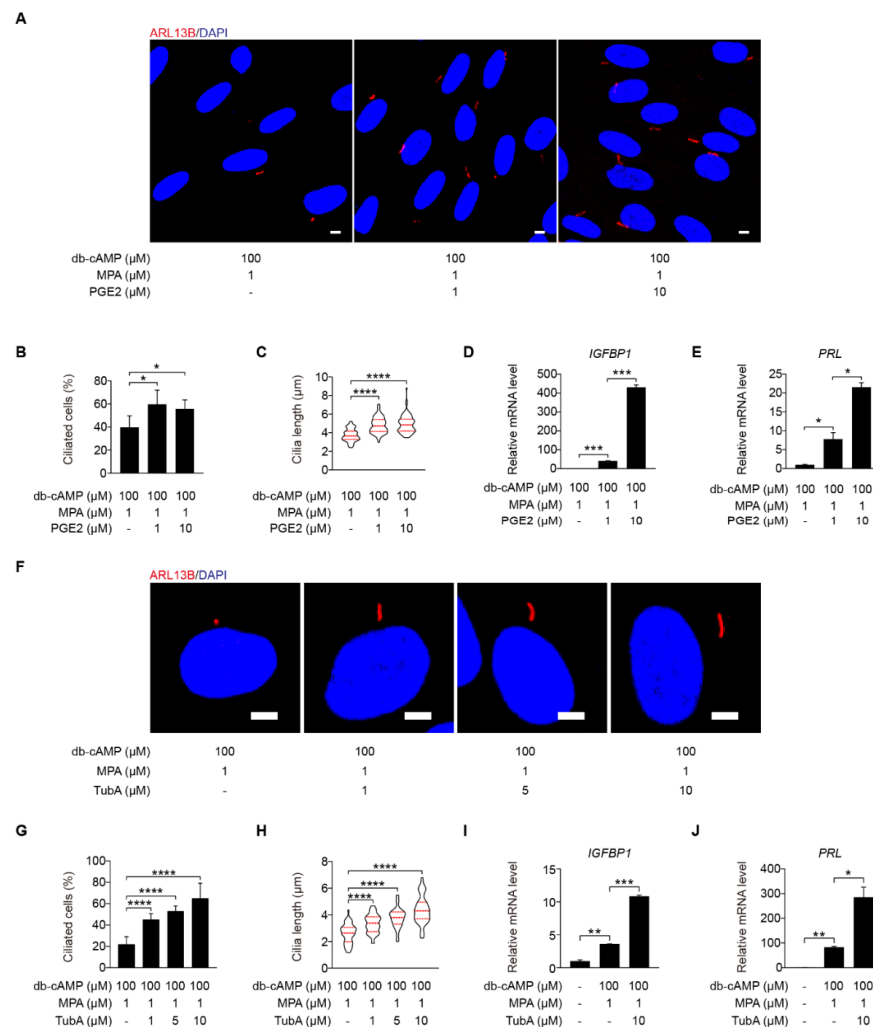 A
ARL13B/DAPI
db-cAMP (µM) 100 100 100
MPA (µM) 1 1 1
PGE2 (µM) - 1 10
B
Ciliated cells (%)
100
80
60
40
20
0
*
*
db-cAMP (µM) 100 100 100
MPA (µM) 1 1 1
PGE2 (µM) - 1 10
C
Cilia length (µm)
10
8
6
4
2
0
****
****
db-cAMP (µM) 100 100 100
MPA (µM) 1 1 1
PGE2 (µM) - 1 10
D
IGFBP1
Relative mRNA level
500
400
300
200
100
0
***
***
db-cAMP (µM) 100 100 100
MPA (µM) 1 1 1
PGE2 (µM) - 1 10
E
PRL
Relative mRNA level
25
20
15
10
5
0
*
*
db-cAMP (µM) 100 100 100
MPA (µM) 1 1 1
PGE2 (µM) - 1 10
F
ARL13B/DAPI
db-cAMP (µM) 100 100 100 100
MPA (µM) 1 1 1 1
TubA (µM) - 1 5 10
G
Ciliated cells (%)
100
80
60
40
20
0
****
****
****
db-cAMP (µM) 100 100 100 100
MPA (µM) 1 1 1 1
TubA (µM) - 1 5 10
H
Cilia length (µm)
8
6
4
2
0
****
****
****
db-cAMP (µM) 100 100 100 100
MPA (µM) 1 1 1 1
TubA (µM) - 1 5 10
I
IGFBP1
Relative mRNA level
15
10
5
0
***
**
db-cAMP (µM) - 100 100
MPA (µM) - 1 1
TubA (µM) - - 10
J
PRL
Relative mRNA level
400
300
200
100
0
*
**
db-cAMP (µM) - 100 100
MPA (µM) - 1 1
TubA (µM) - - 10